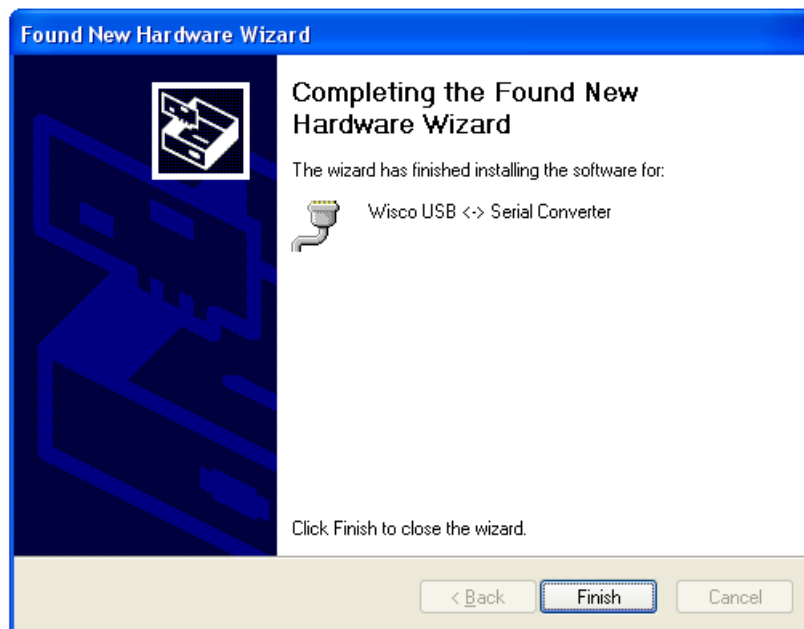 Found New Hardware Wizard
Completing the Found New
Hardware Wizard
The wizard has finished installing the software for:
Wisco USB <-> Serial Converter
Click Finish to close the wizard.
< Back
Finish
Cancel